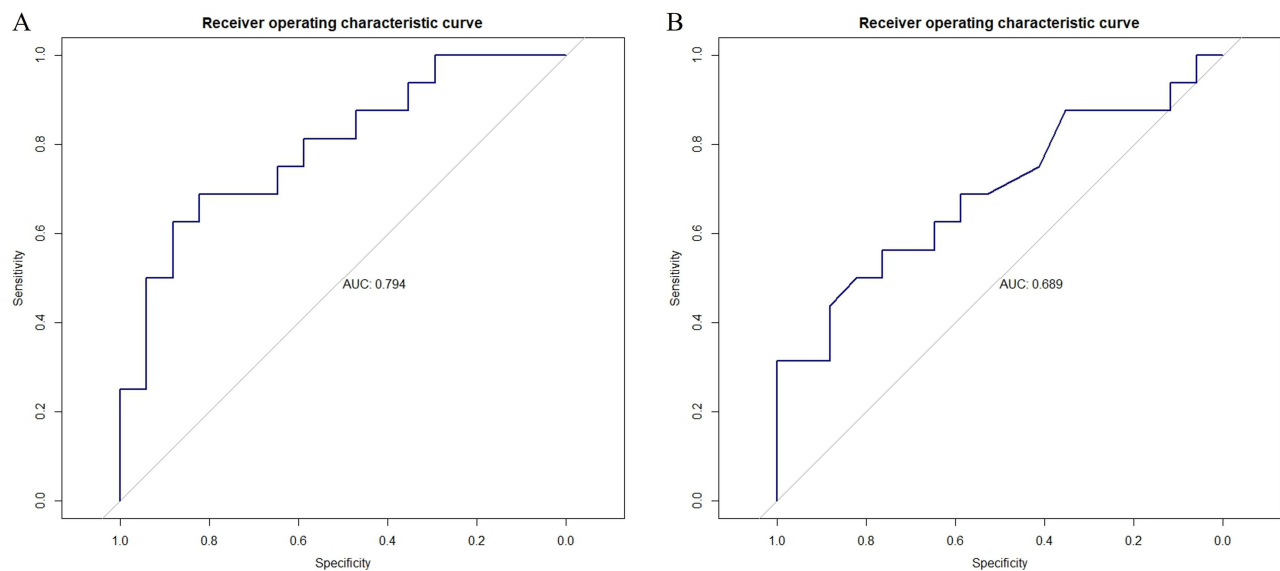 A
Receiver operating characteristic curve
1.0
0.8
0.6
0.4
0.2
0.0
Sensitivity
AUC: 0.794
1.0 0.8 0.6 0.4 0.2 0.0
Specificity
B
Receiver operating characteristic curve
1.0
0.8
0.6
0.4
0.2
0.0
Sensitivity
AUC: 0.689
1.0 0.8 0.6 0.4 0.2 0.0
Specificity